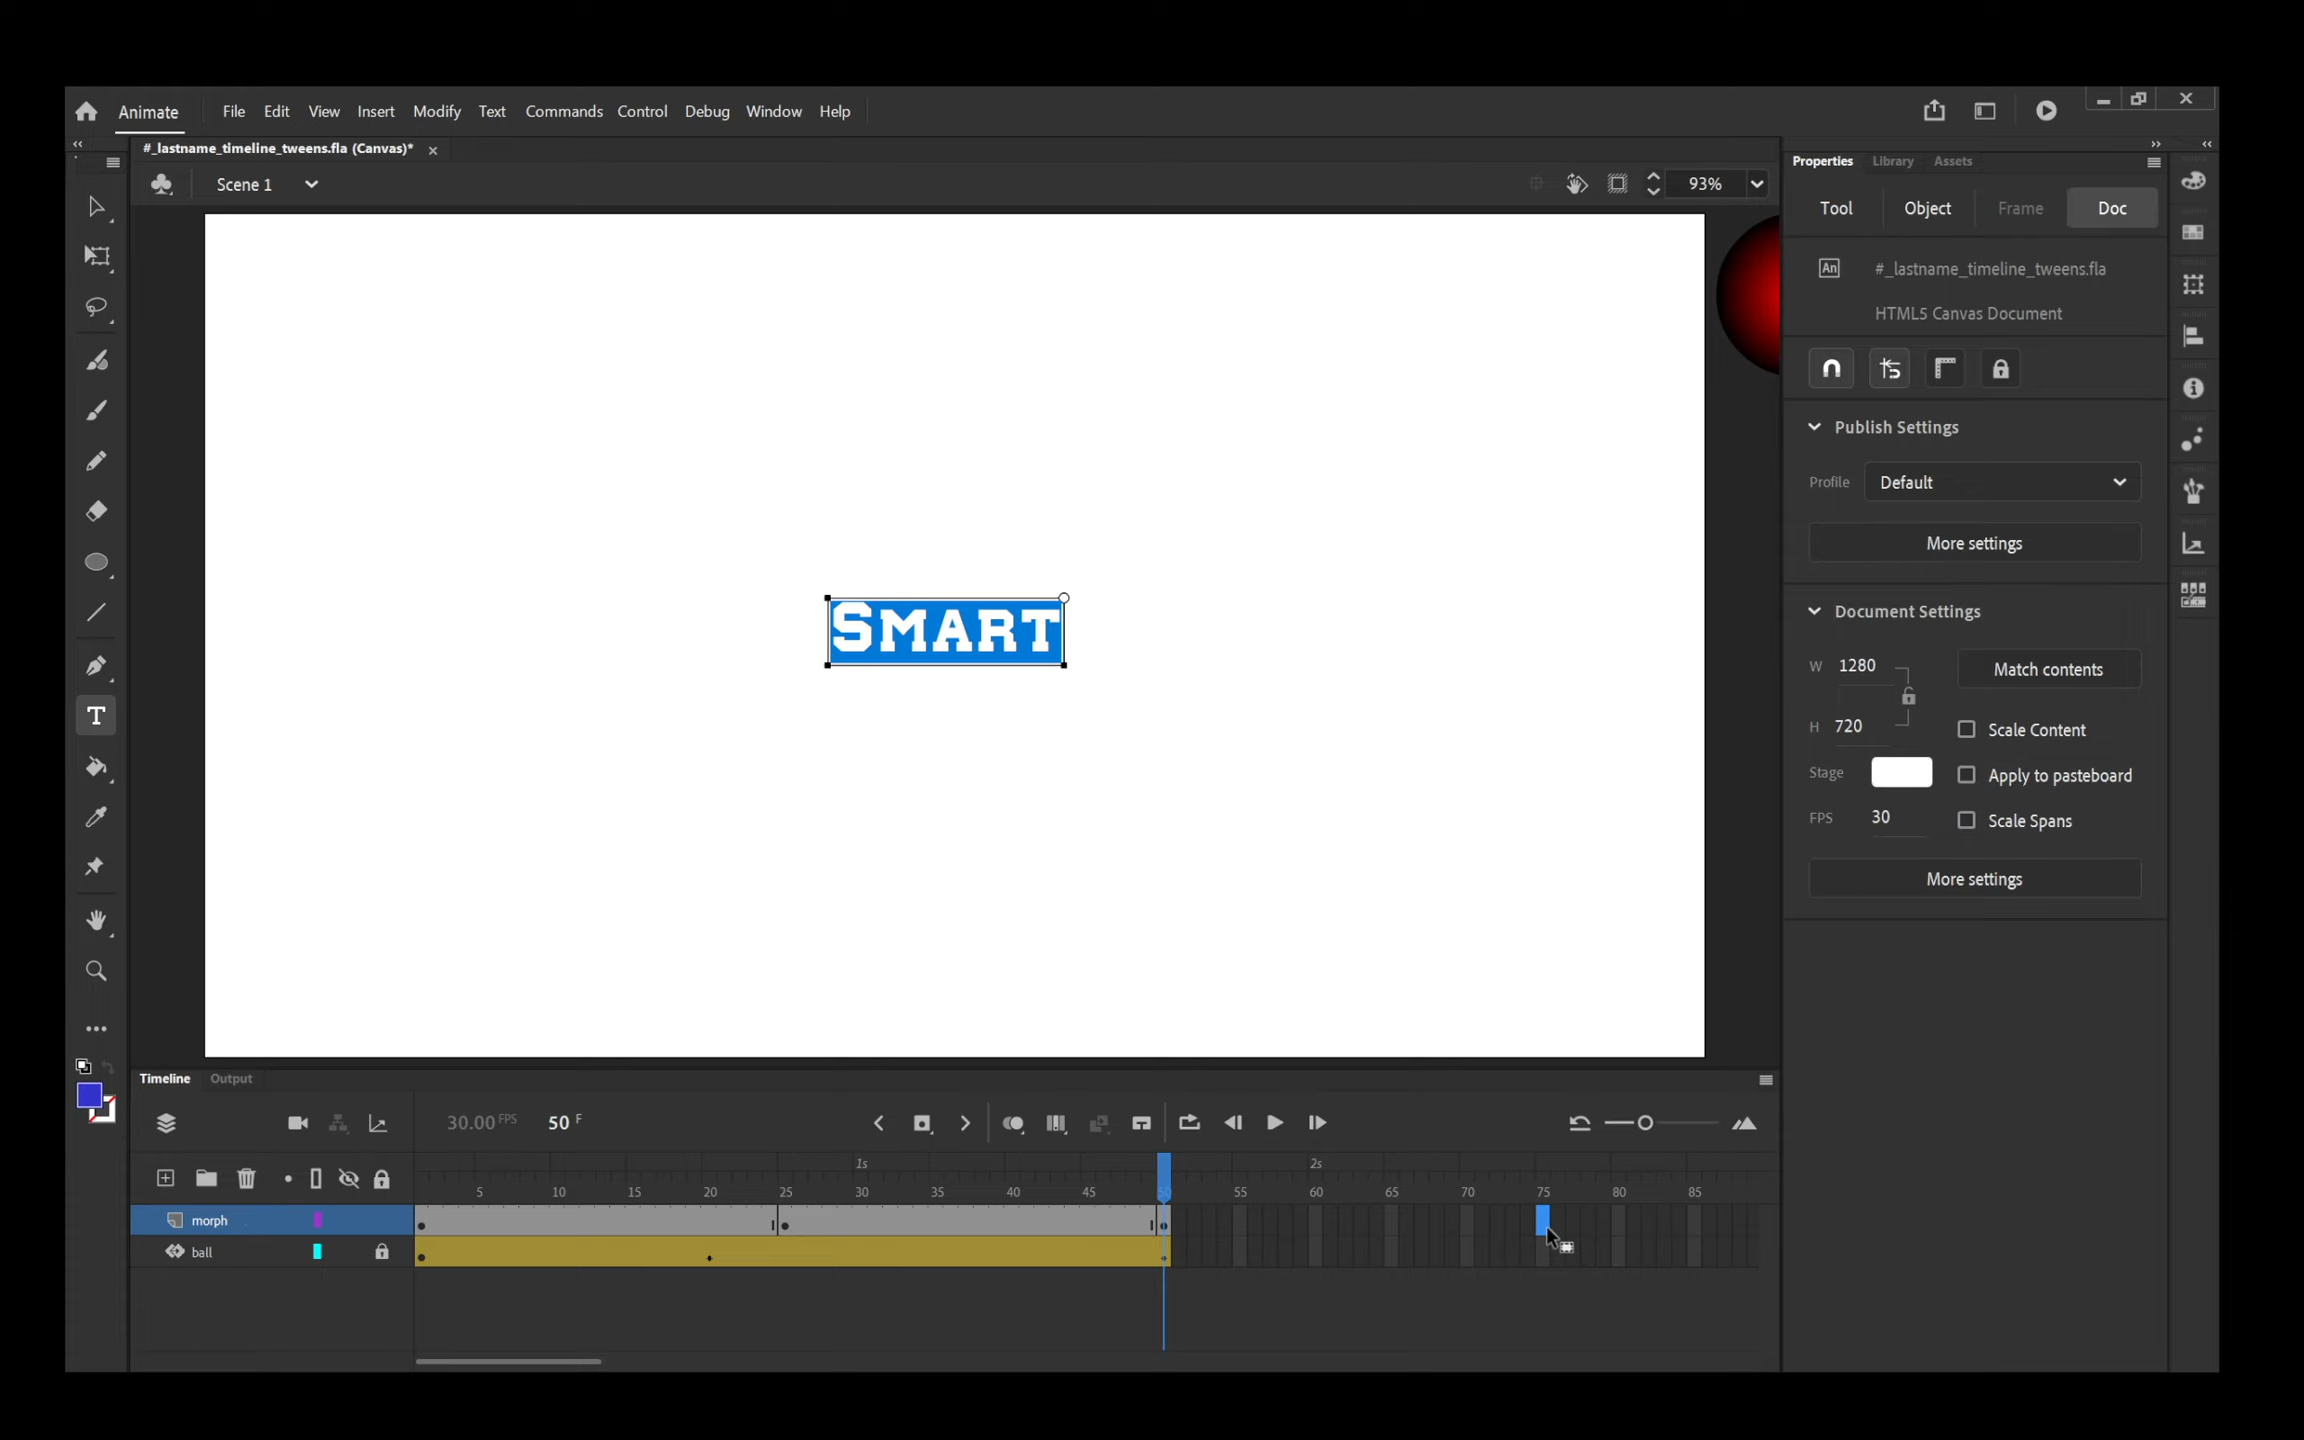 Animate File Edit View Insert Modify Text Commands Control Debug Window Help
#_lastname_timeline_tweens.fla (Canvas)*
Scene 1
93%
SMART
Properties Library Assets
Tool Object Frame Doc
An #_lastname_timeline_tweens.fla
HTML5 Canvas Document
Publish Settings
Profile Default
More settings
Document Settings
W 1280 Match contents
H 720 Scale Content
Stage Apply to pasteboard
FPS 30 Scale Spans
More settings
T
Timeline Output
30.00 FPS 50 F
1s 2s
5 10 15 20 25 30 35 40 45 50 55 60 65 70 75 80 85
morph
ball